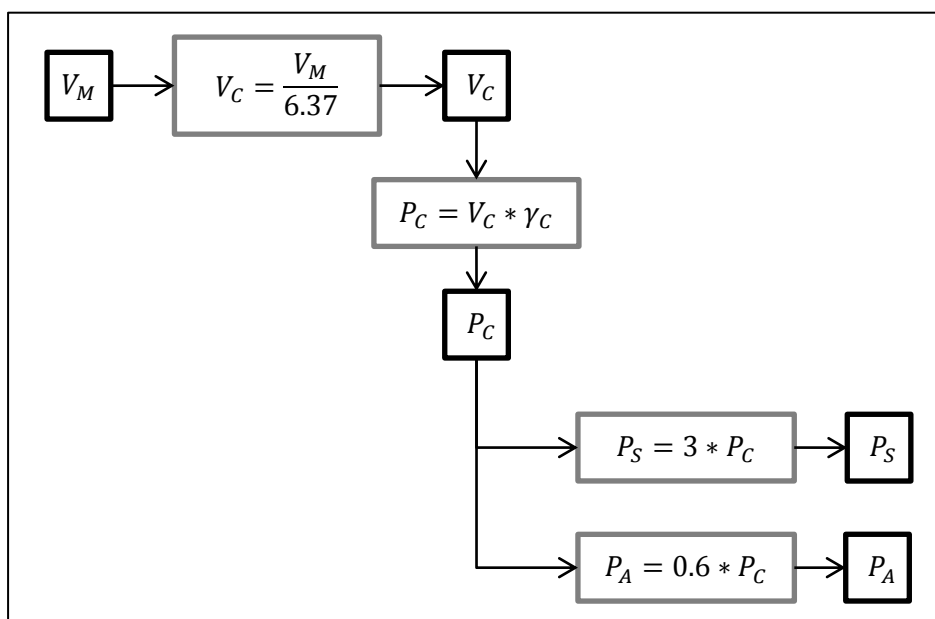 V_M
V_C = V_M / 6.37
V_C
P_C = V_C * γ_C
P_C
P_S = 3 * P_C
P_S
P_A = 0.6 * P_C
P_A